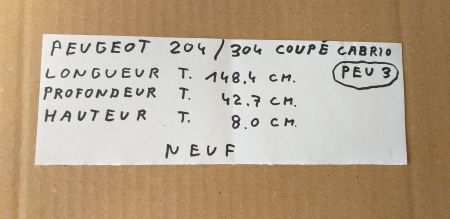 PEUGEOT 204/304 COUPÉ CABRIO
LONGUEUR T. 148.4 CM. PEU 3
PROFONDEUR T. 42.7 CM.
HAUTEUR T. 8.0 CM.
NEUF